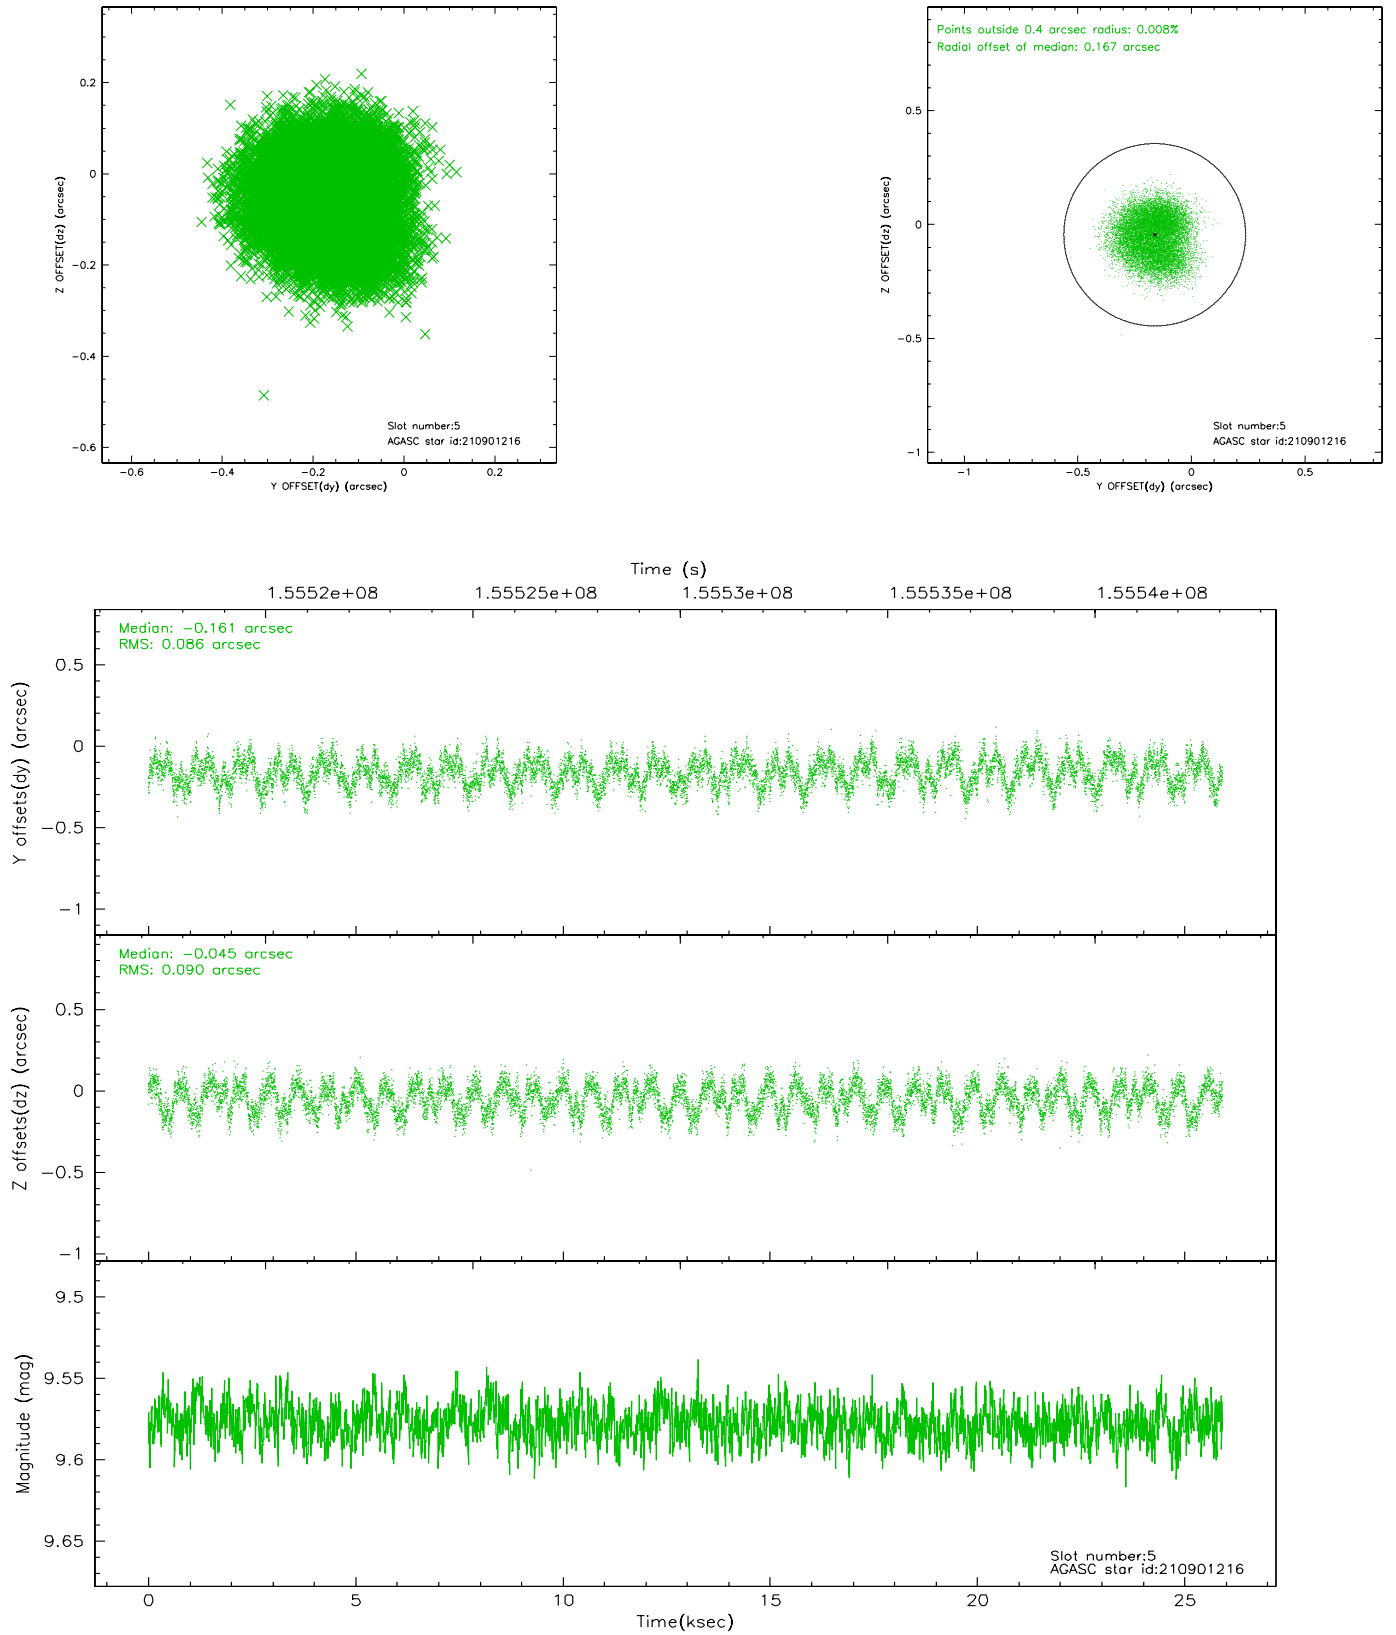 0.2
0
−0.2
−0.4
−0.6
Z OFFSET(dz) (arcsec)
Slot number:5
AGASC star id:210901216
−0.6
−0.4
−0.2
0
0.2
Y OFFSET(dy) (arcsec)
Points outside 0.4 arcsec radius: 0.008%
Radial offset of median: 0.167 arcsec
0.5
0
−0.5
−1
Z OFFSET(dz) (arcsec)
Slot number:5
AGASC star id:210901216
−1
−0.5
0
0.5
Y OFFSET(dy) (arcsec)
Time (s)
1.5552e+08
1.55525e+08
1.5553e+08
1.55535e+08
1.5554e+08
Median: −0.161 arcsec
RMS: 0.086 arcsec
0.5
0
−0.5
−1
Y offsets(dy) (arcsec)
Median: −0.045 arcsec
RMS: 0.090 arcsec
0.5
0
−0.5
−1
Z offsets(dz) (arcsec)
9.5
9.55
9.6
9.65
Magnitude (mag)
Slot number:5
AGASC star id:210901216
0
5
10
15
20
25
Time(ksec)